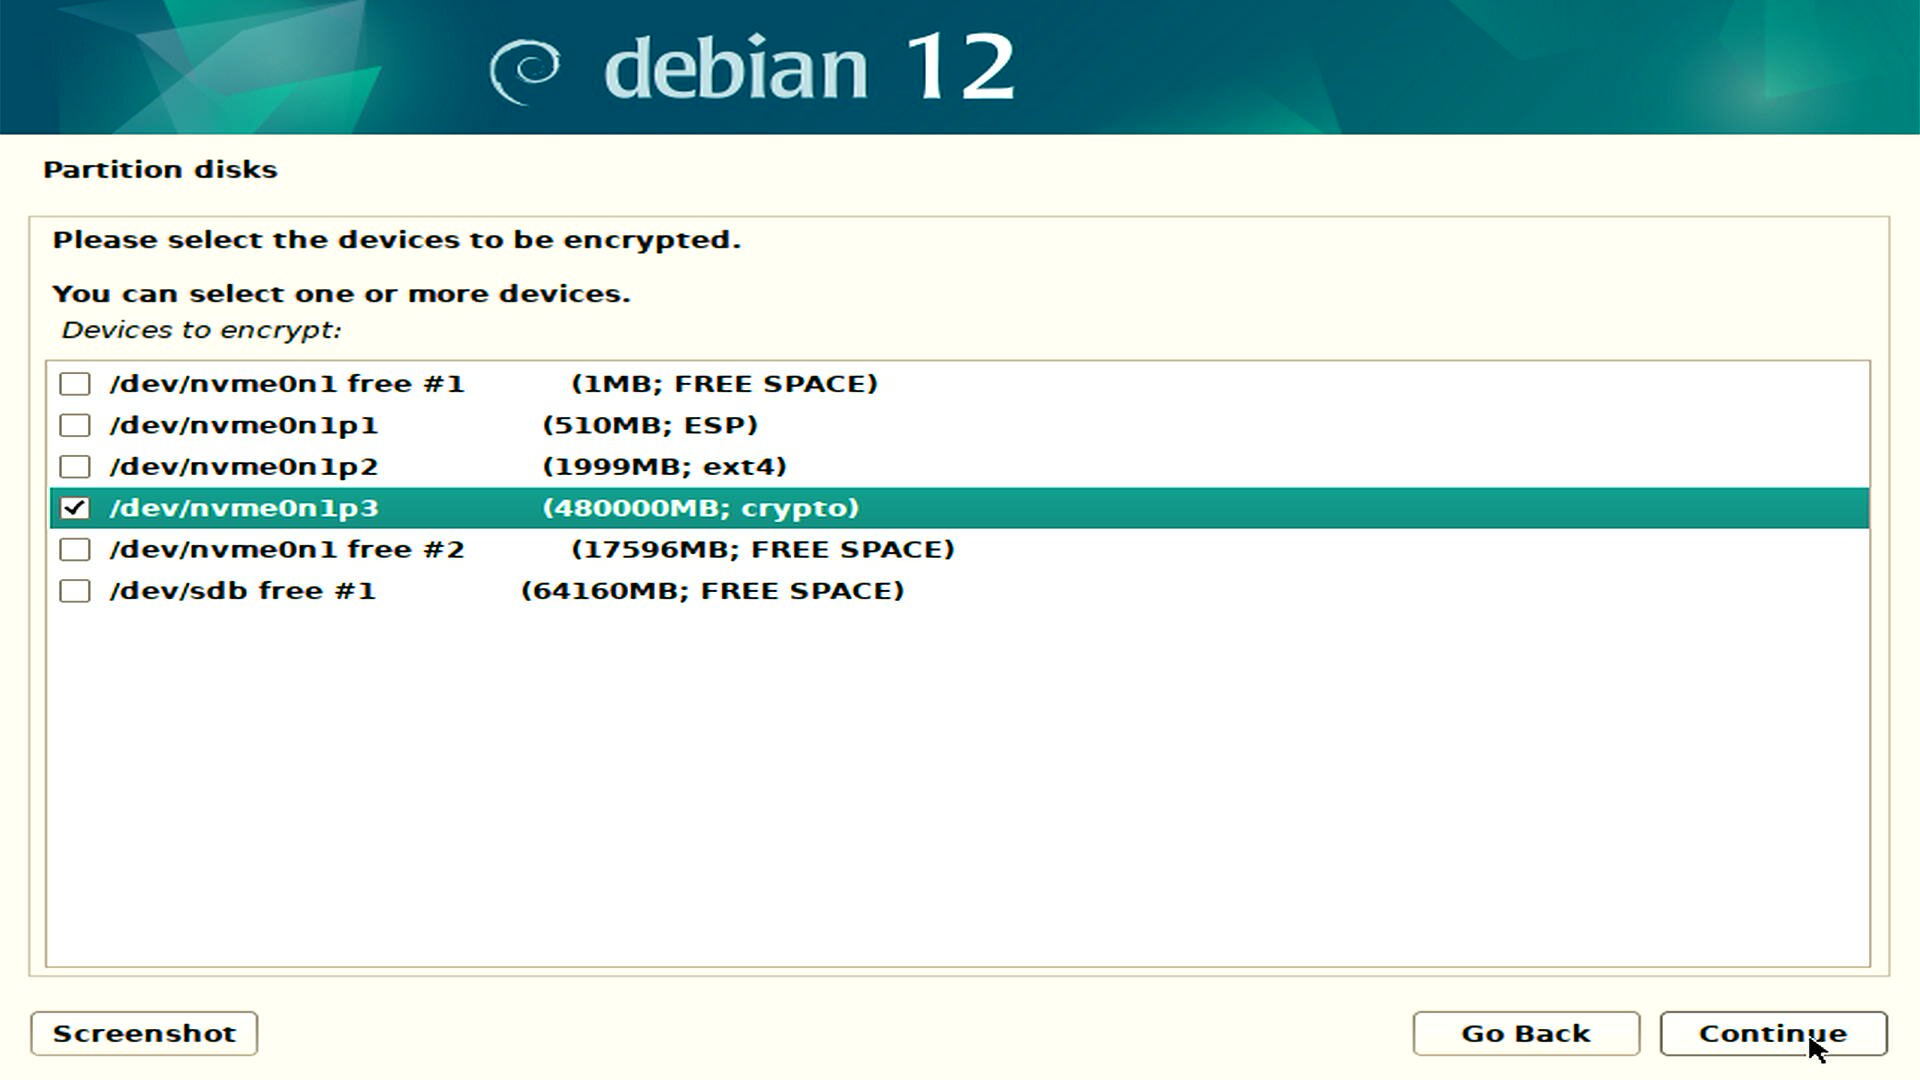 debian 12
Partition disks
Please select the devices to be encrypted.
You can select one or more devices.
Devices to encrypt:
/dev/nvme0n1 free #1 (1MB; FREE SPACE)
/dev/nvme0n1p1 (510MB; ESP)
/dev/nvme0n1p2 (1999MB; ext4)
/dev/nvme0n1p3 (480000MB; crypto)
/dev/nvme0n1 free #2 (17596MB; FREE SPACE)
/dev/sdb free #1 (64160MB; FREE SPACE)
Screenshot Go Back Continue